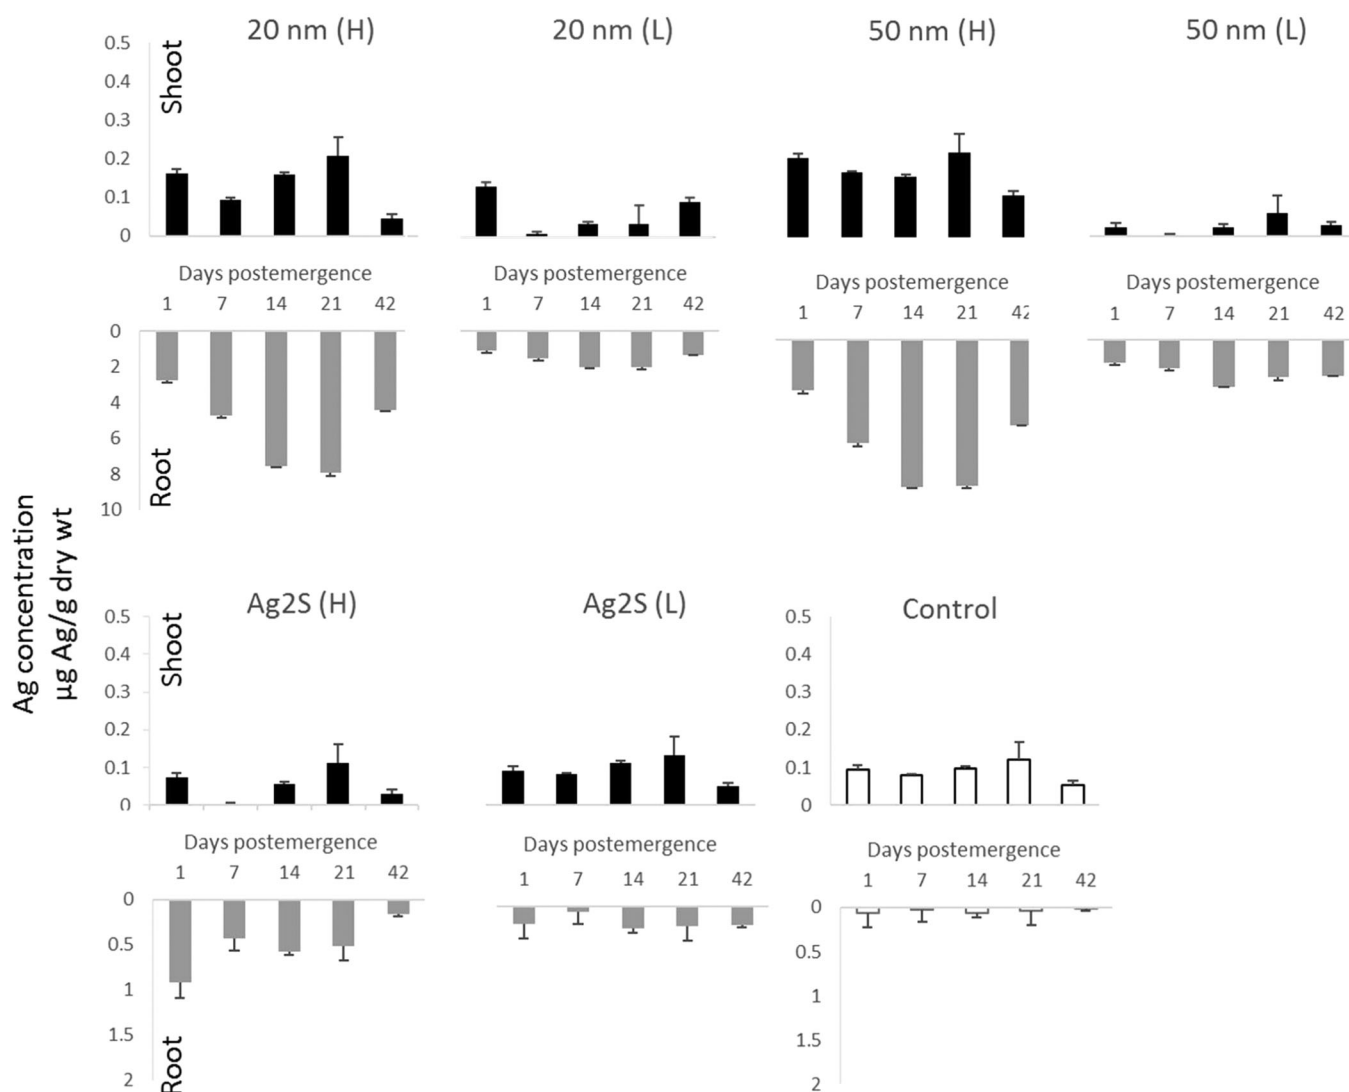 20 nm (H) 20 nm (L) 50 nm (H) 50 nm (L)
Shoot
0.5
0.4
0.3
0.2
0.1
0
Days postemergence Days postemergence Days postemergence Days postemergence
1 7 14 21 42 1 7 14 21 42 1 7 14 21 42 1 7 14 21 42
0
2
4
6
8
10
Root
Ag concentration
µg Ag/g dry wt
Ag2S (H) Ag2S (L) Control
Shoot
0.5 0.5
0.4 0.4
0.3 0.3
0.2 0.2
0.1 0.1
0 0
Days postemergence Days postemergence Days postemergence
1 7 14 21 42 1 7 14 21 42 1 7 14 21 42
0 0
0.5 0.5
1 1
1.5 1.5
2 2
Root